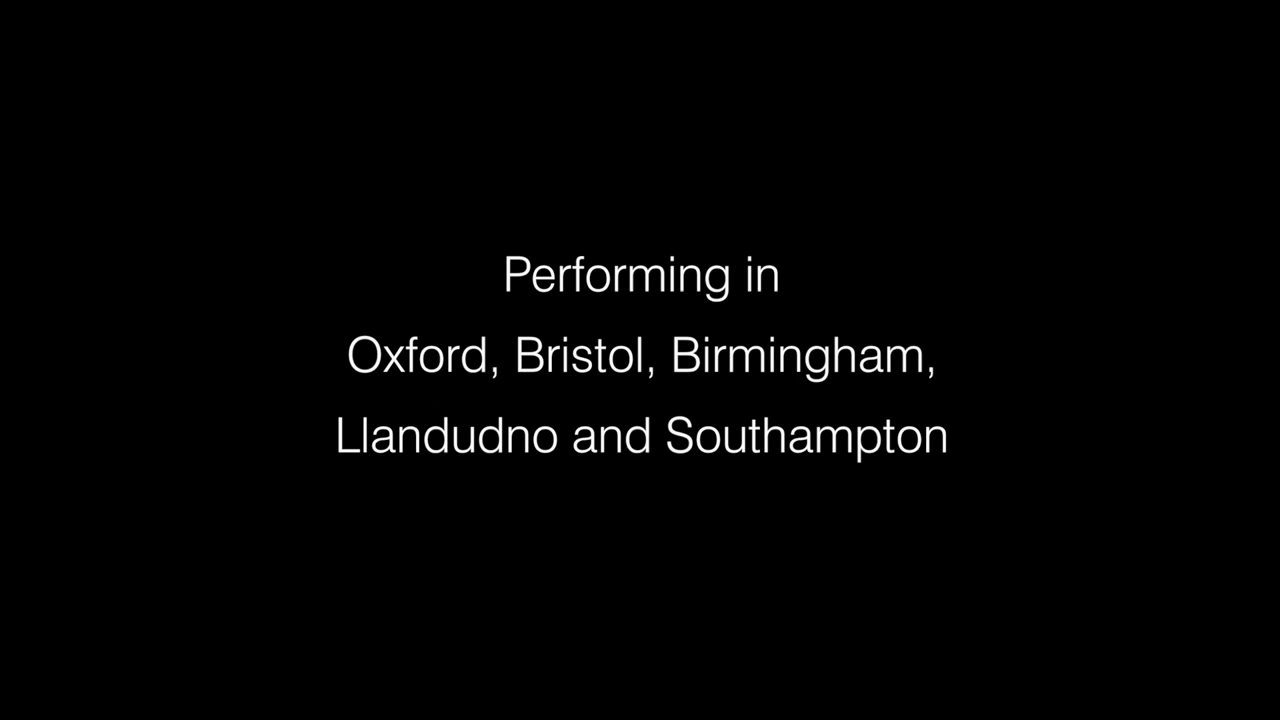 Performing in
Oxford, Bristol, Birmingham,
Llandudno and Southampton